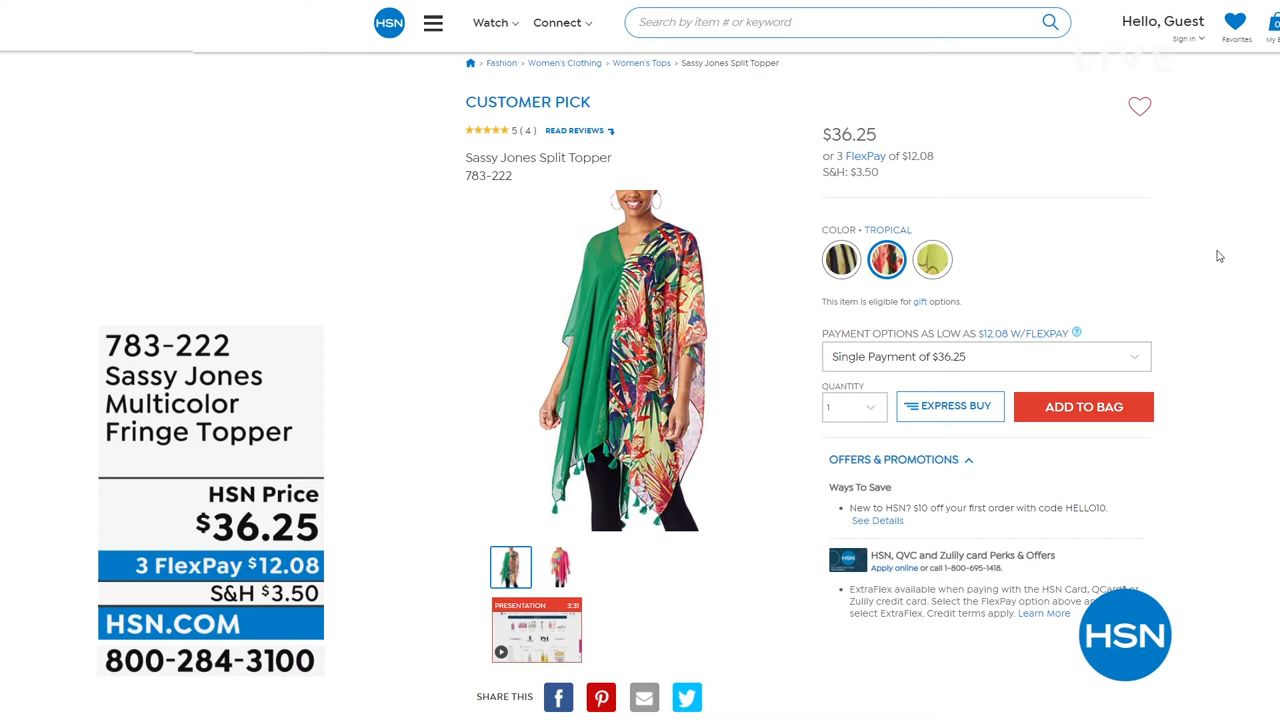 HSN
Watch
Connect
Search by item # or keyword
Hello, Guest
Sign In
Favorites
0
LIVE
> Fashion > Women's Clothing > Women's Tops > Sassy Jones Split Topper
CUSTOMER PICK
5 ( 4 ) READ REVIEWS
Sassy Jones Split Topper
783-222
$36.25
or 3 FlexPay of $12.08
S&H: $3.50
COLOR • TROPICAL
This item is eligible for gift options.
PAYMENT OPTIONS AS LOW AS $12.08 W/FLEXPAY ?
Single Payment of $36.25
QUANTITY
1
EXPRESS BUY
ADD TO BAG
OFFERS & PROMOTIONS
Ways To Save
• New to HSN? $10 off your first order with code HELLO10.
See Details
HSN
HSN, QVC and Zulily card Perks & Offers
Apply online or call 1-800-695-1418.
• ExtraFlex available when paying with the HSN Card, QCard or
Zulily credit card. Select the FlexPay option above
select ExtraFlex. Credit terms apply. Learn More
HSN
PRESENTATION 3:31
SHARE THIS
783-222
Sassy Jones
Multicolor
Fringe Topper
HSN Price
$36.25
3 FlexPay $12.08
S&H $3.50
HSN.COM
800-284-3100